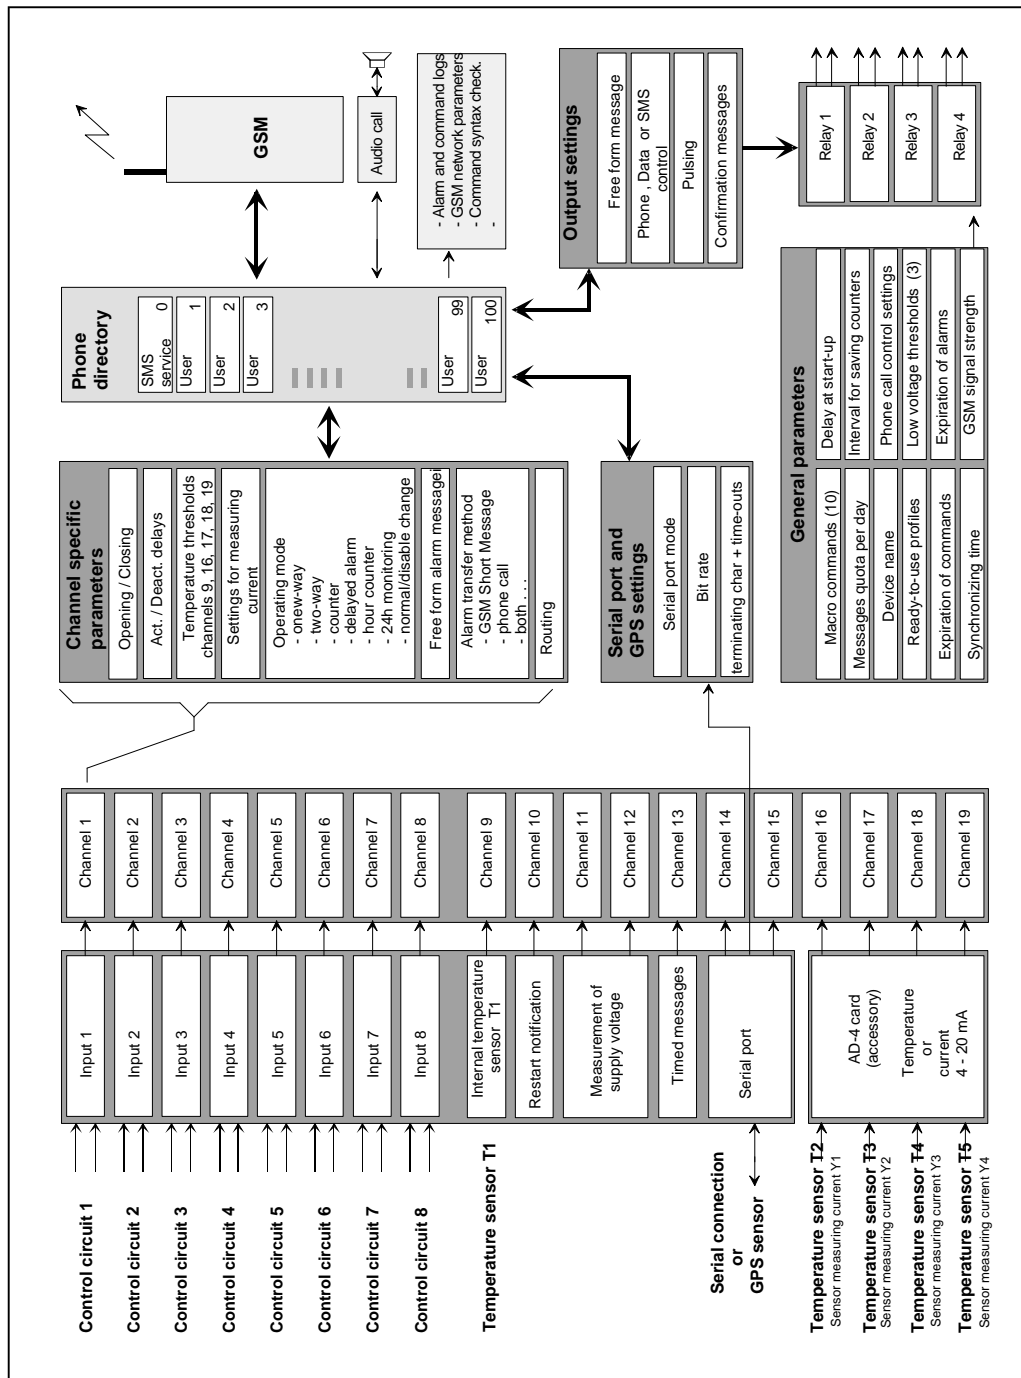 Control circuit 1
Control circuit 2
Control circuit 3
Control circuit 4
Control circuit 5
Control circuit 6
Control circuit 7
Control circuit 8
Temperature sensor T1
Serial connection
or
GPS sensor
Temperature sensor T2
Sensor measuring current Y1
Temperature sensor T3
Sensor measuring current Y2
Temperature sensor T4
Sensor measuring current Y3
Temperature sensor T5
Sensor measuring current Y4
Input 1
Input 2
Input 3
Input 4
Input 5
Input 6
Input 7
Input 8
Internal temperature
sensor T1
Restart notification
Measurement of
supply voltage
Timed messages
Serial port
AD-4 card
(accessory)
Temperature
or
current
4 - 20 mA
Channel 1
Channel 2
Channel 3
Channel 4
Channel 5
Channel 6
Channel 7
Channel 8
Channel 9
Channel 10
Channel 11
Channel 12
Channel 13
Channel 14
Channel 15
Channel 16
Channel 17
Channel 18
Channel 19
Channel specific
parameters
Opening / Closing
Act. / Deact. delays
Temperature thresholds
channels 9, 16, 17, 18, 19
Settings for measuring
current
Operating mode
- onew-way
- two-way
- counter
- delayed alarm
- hour counter
- 24h monitoring
- normal/disable change
Free form alarm messagei
Alarm transfer method
- GSM Short Message
- phone call
- both . . .
Routing
Serial port and
GPS settings
Serial port mode
Bit rate
terminating char + time-outs
General parameters
Macro commands (10)
Messages quota per day
Device name
Ready-to-use profiles
Expiration of commands
Synchronizing time
Delay at start-up
Interval for saving counters
Phone call control settings
Low voltage thresholds (3)
Expiration of alarms
GSM signal strength
Phone
directory
SMS
service 0
User 1
User 2
User 3
User 99
User 100
GSM
Audio call
- Alarm and command logs
- GSM network parameters
- Command syntax check.
-
Output settings
Free form message
Phone , Data or SMS
control
Pulsing
Confirmation messages
Relay 1
Relay 2
Relay 3
Relay 4